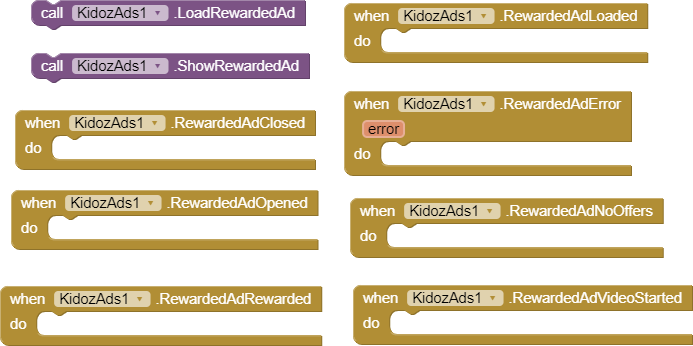 call KidozAds1 .LoadRewardedAd
call KidozAds1 .ShowRewardedAd
when KidozAds1 .RewardedAdClosed
do
when KidozAds1 .RewardedAdOpened
do
when KidozAds1 .RewardedAdRewarded
do
when KidozAds1 .RewardedAdLoaded
do
when KidozAds1 .RewardedAdError
error
do
when KidozAds1 .RewardedAdNoOffers
do
when KidozAds1 .RewardedAdVideoStarted
do